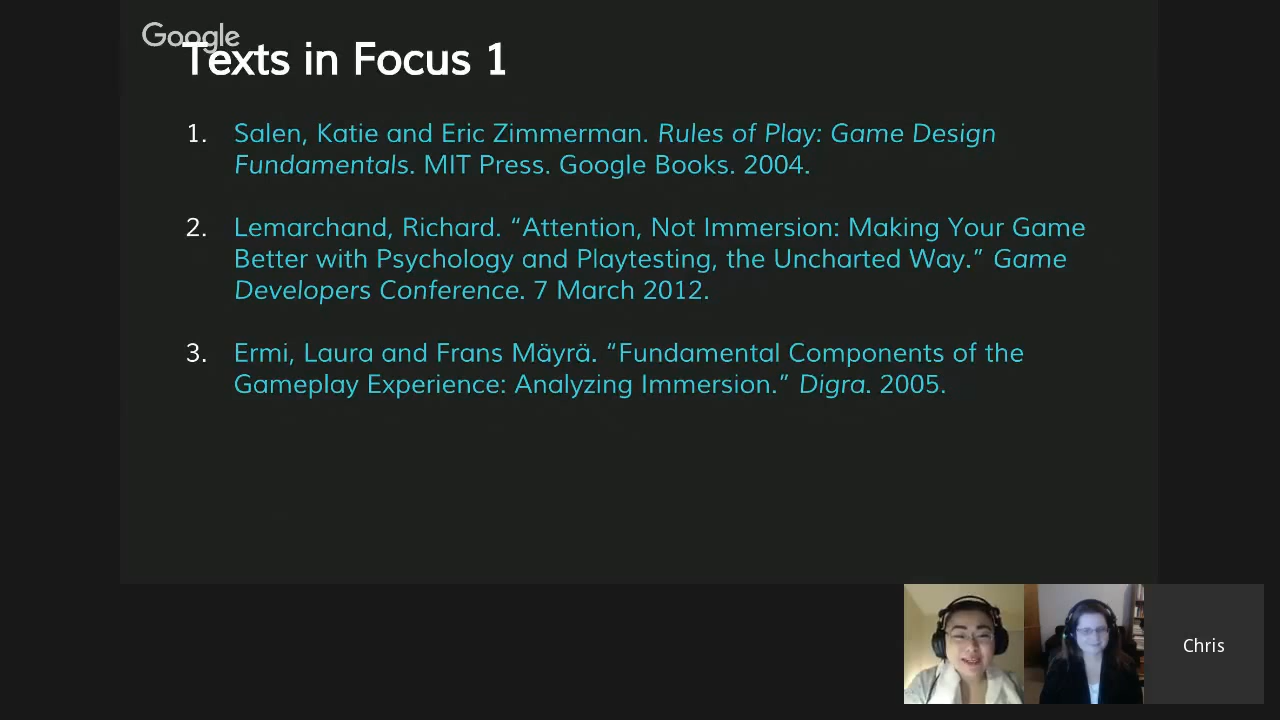 Google
Texts in Focus 1
1. Salen, Katie and Eric Zimmerman. Rules of Play: Game Design
Fundamentals. MIT Press. Google Books. 2004.
2. Lemarchand, Richard. “Attention, Not Immersion: Making Your Game
Better with Psychology and Playtesting, the Uncharted Way.” Game
Developers Conference. 7 March 2012.
3. Ermi, Laura and Frans Mäyrä. “Fundamental Components of the
Gameplay Experience: Analyzing Immersion.” Digra. 2005.
Chris